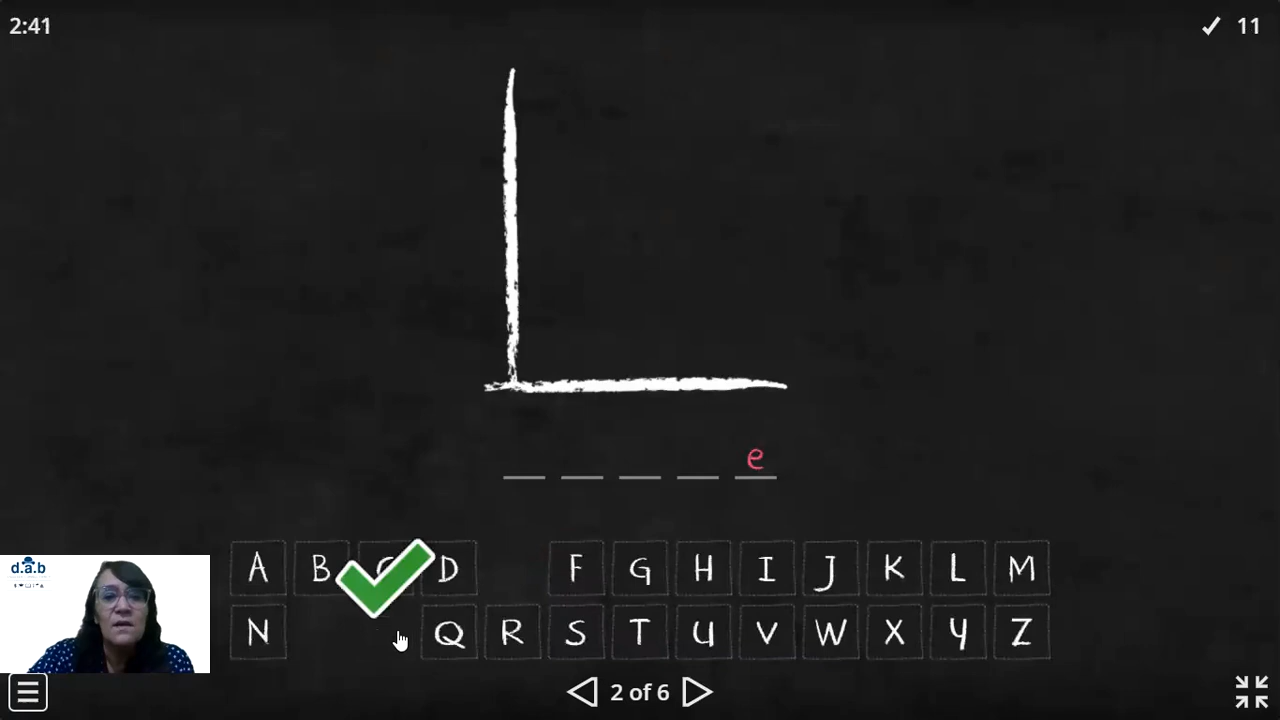 2:41
✓ 11
e
A B C D F G H I J K L M
N Q R S T U V W X Y Z
d.a.b
2 of 6